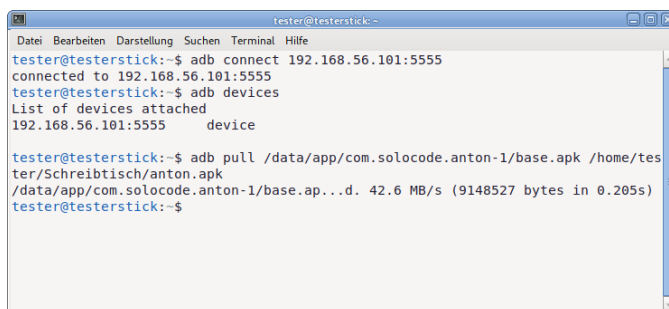 tester@testerstick: ~
Datei Bearbeiten Darstellung Suchen Terminal Hilfe
tester@testerstick:~$ adb connect 192.168.56.101:5555
connected to 192.168.56.101:5555
tester@testerstick:~$ adb devices
List of devices attached
192.168.56.101:5555 device
tester@testerstick:~$ adb pull /data/app/com.solocode.anton-1/base.apk /home/tes
ter/Schreibtisch/anton.apk
/data/app/com.solocode.anton-1/base.ap...d. 42.6 MB/s (9148527 bytes in 0.205s)
tester@testerstick:~$